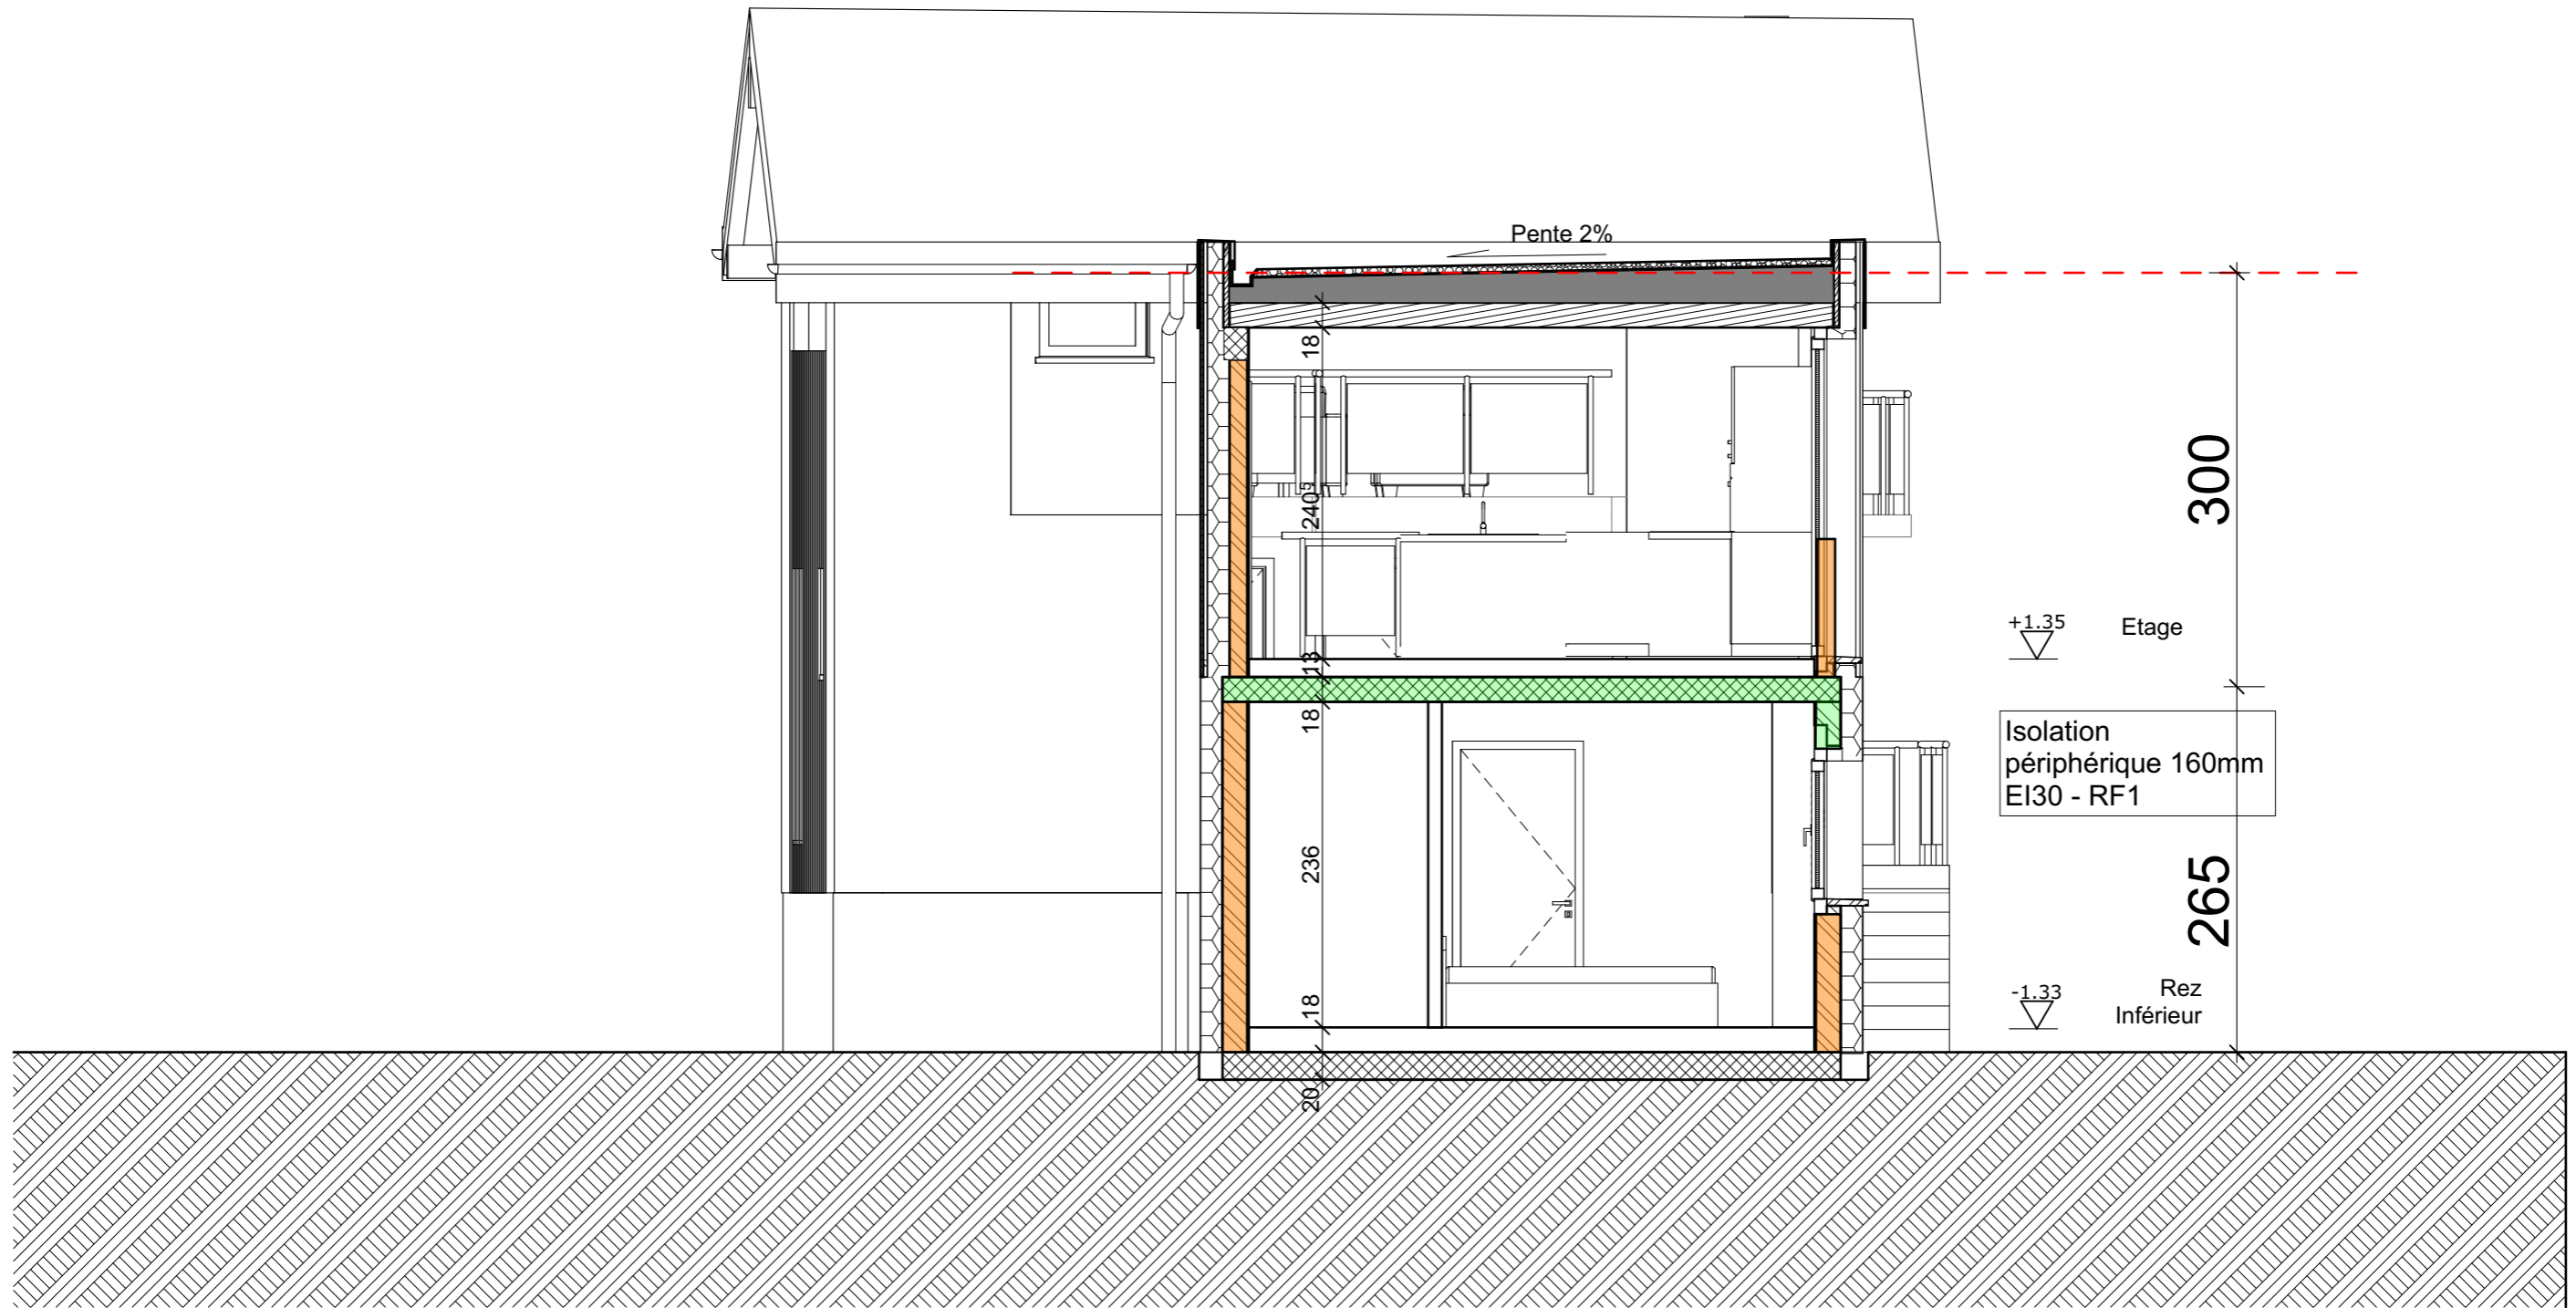 Pente 2%
18
240⁵
300
+1.35
Etage
13
18
Isolation
périphérique 160mm
EI30 - RF1
236
265
-1.33
Rez
Inférieur
18
20